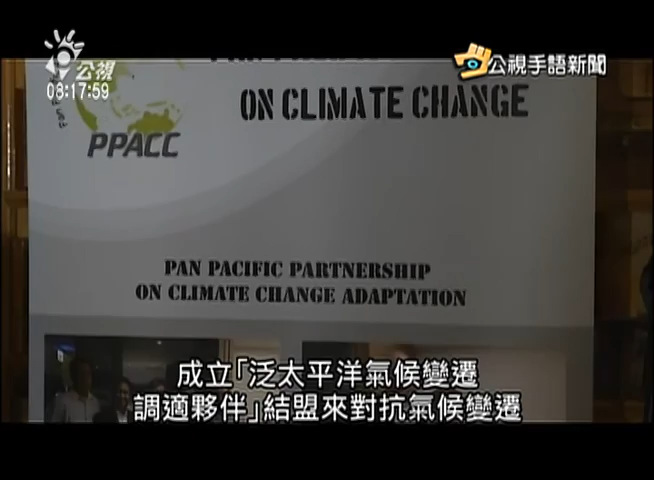 公視
03:17:59
公視手語新聞
ON CLIMATE CHANGE
PPACC
PAN PACIFIC PARTNERSHIP
ON CLIMATE CHANGE ADAPTATION
成立「泛太平洋氣候變遷
調適夥伴」結盟來對抗氣候變遷